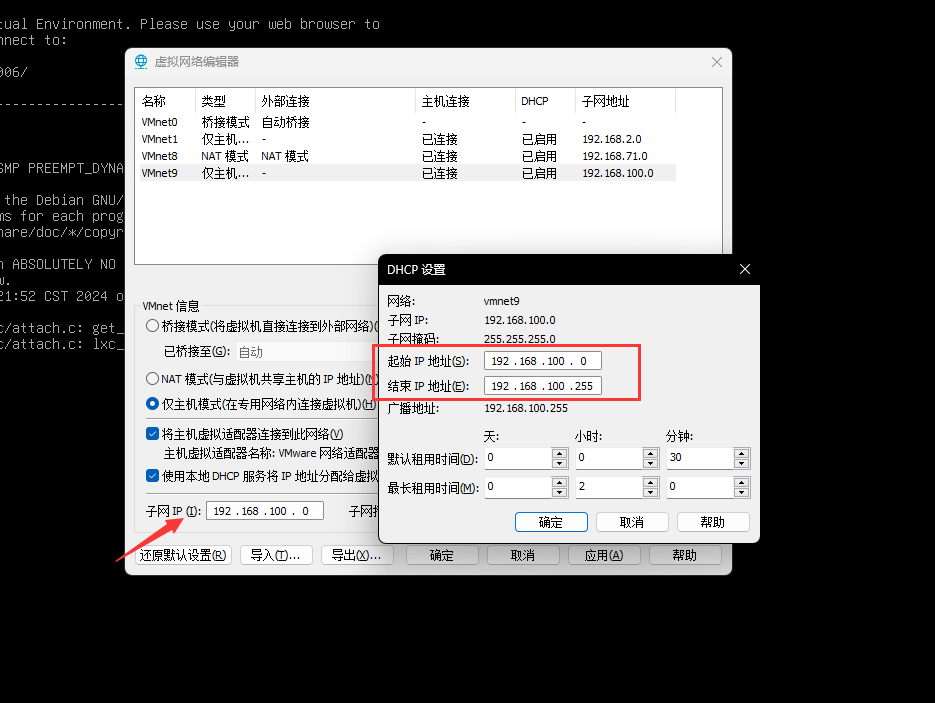 tual Environment. Please use your web browser to
nnect to:
006/
虚拟网络编辑器
名称 类型 外部连接 主机连接 DHCP 子网地址
VMnet0 桥接模式 自动桥接 - - -
VMnet1 仅主机... - 已连接 已启用 192.168.2.0
VMnet8 NAT 模式 NAT 模式 已连接 已启用 192.168.71.0
VMnet9 仅主机... - 已连接 已启用 192.168.100.0
SMP PREEMPT_DYNA
the Debian GNU/
ms for each prog
hare/doc/*/copyr
h ABSOLUTELY NO
w.
21:52 CST 2024 o
c/attach.c: get_
c/attach.c: lxc_
VMnet 信息
桥接模式(将虚拟机直接连接到外部网络)(
已桥接至(G): 自动
NAT 模式(与虚拟机共享主机的 IP 地址)(N)
仅主机模式(在专用网络内连接虚拟机)(H)
将主机虚拟适配器连接到此网络(V)
主机虚拟适配器名称: VMware 网络适配器
使用本地 DHCP 服务将 IP 地址分配给虚拟
子网 IP (I): 192 . 168 . 100 . 0 子网
还原默认设置(R) 导入(T)... 导出(X)... 确定 取消 应用(A) 帮助
DHCP 设置
网络: vmnet9
子网 IP: 192.168.100.0
子网掩码: 255.255.255.0
起始 IP 地址(S): 192 . 168 . 100 . 0
结束 IP 地址(E): 192 . 168 . 100 . 255
广播地址: 192.168.100.255
天: 小时: 分钟:
默认租用时间(D): 0 0 30
最长租用时间(M): 0 2 0
确定 取消 帮助